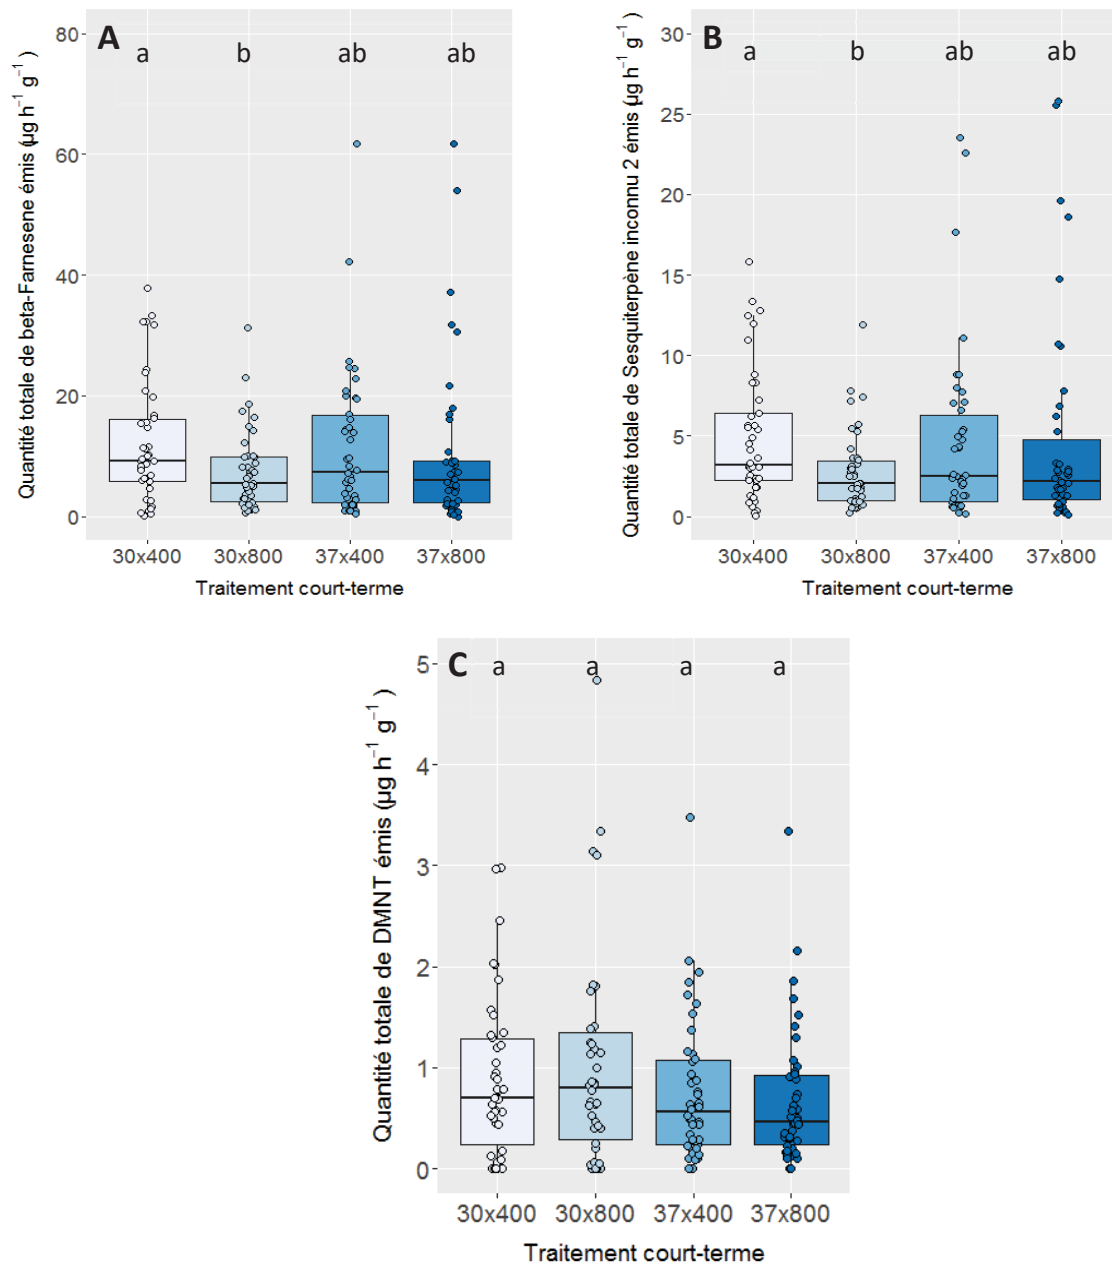 A
a b ab ab
Quantité totale de beta-Farnesene émis (µg h⁻¹ g⁻¹ )
80
60
40
20
0
30x400 30x800 37x400 37x800
Traitement court-terme
B
a b ab ab
Quantité totale de Sesquiterpène inconnu 2 émis (µg h⁻¹ g⁻¹ )
30
25
20
15
10
5
0
30x400 30x800 37x400 37x800
Traitement court-terme
C
a a a a
Quantité totale de DMNT émis (µg h⁻¹ g⁻¹ )
5
4
3
2
1
0
30x400 30x800 37x400 37x800
Traitement court-terme